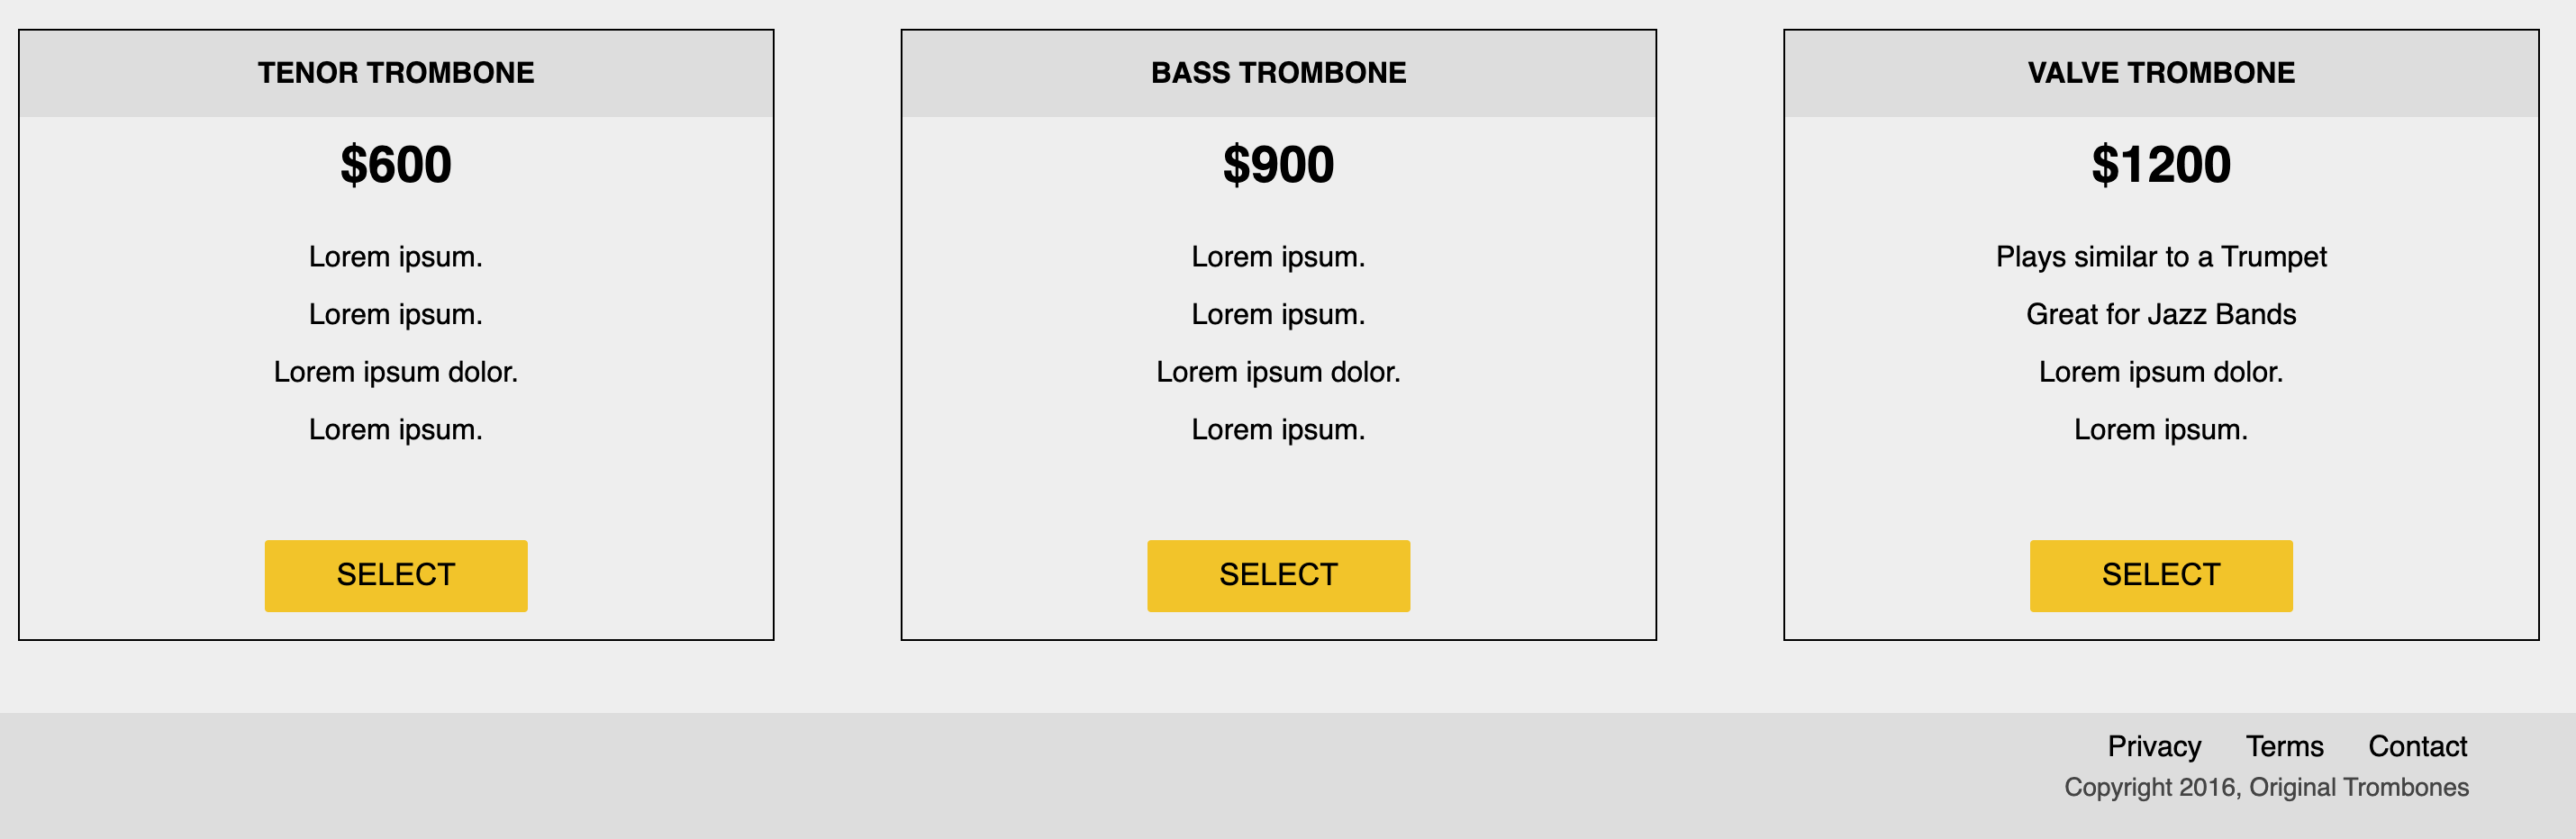 TENOR TROMBONE
$600
Lorem ipsum.
Lorem ipsum.
Lorem ipsum dolor.
Lorem ipsum.
SELECT
BASS TROMBONE
$900
Lorem ipsum.
Lorem ipsum.
Lorem ipsum dolor.
Lorem ipsum.
SELECT
VALVE TROMBONE
$1200
Plays similar to a Trumpet
Great for Jazz Bands
Lorem ipsum dolor.
Lorem ipsum.
SELECT
Privacy Terms Contact
Copyright 2016, Original Trombones